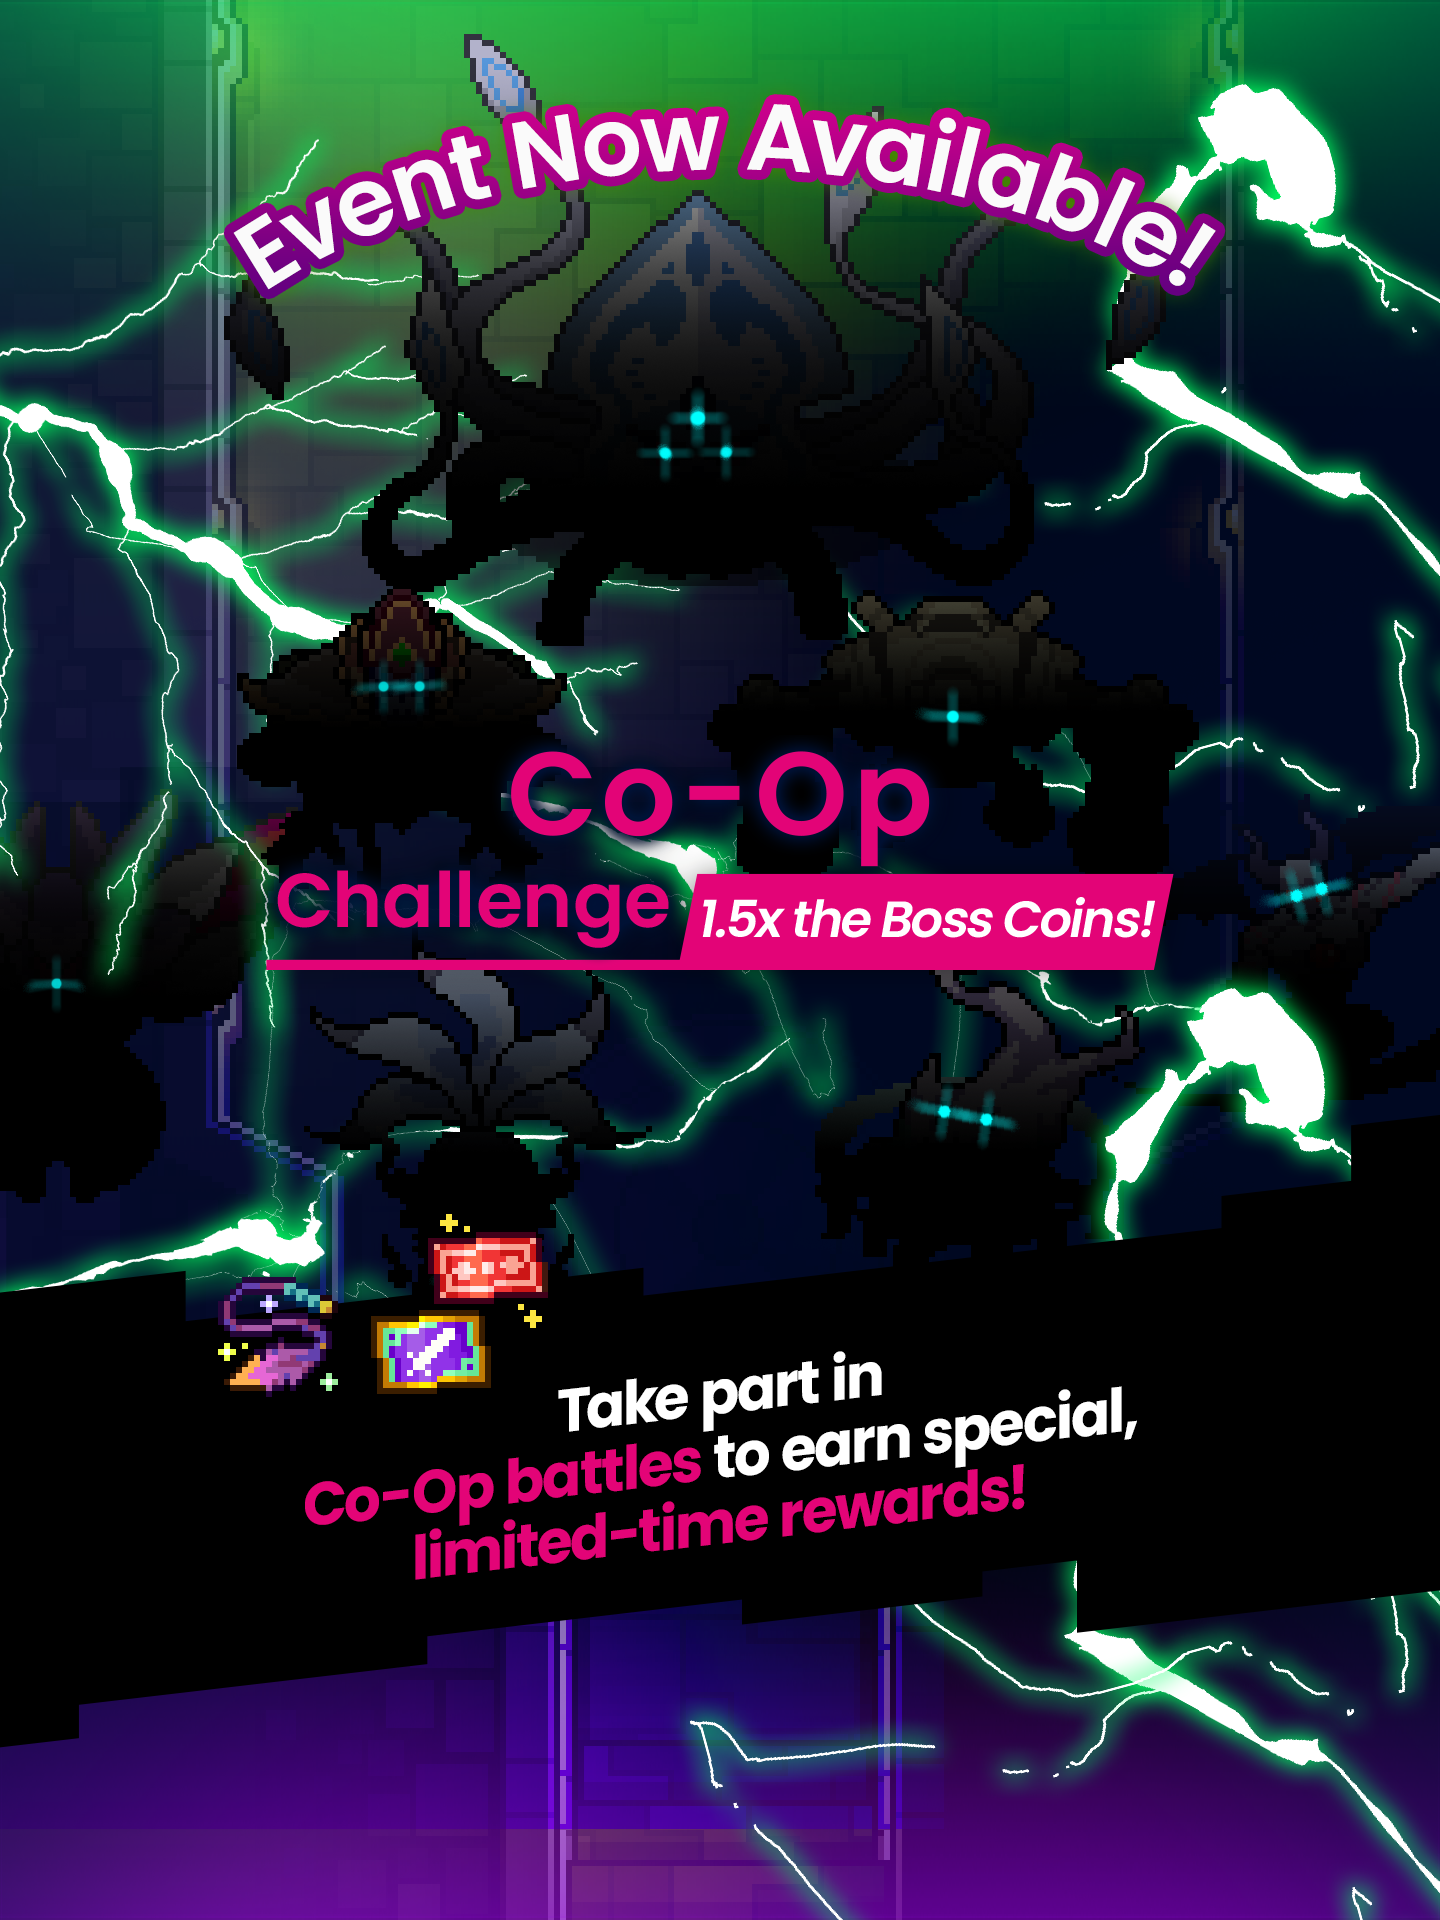 Event Now Available!
Co-Op
Challenge
1.5x the Boss Coins!
Take part in
Co-Op battles to earn special,
limited-time rewards!